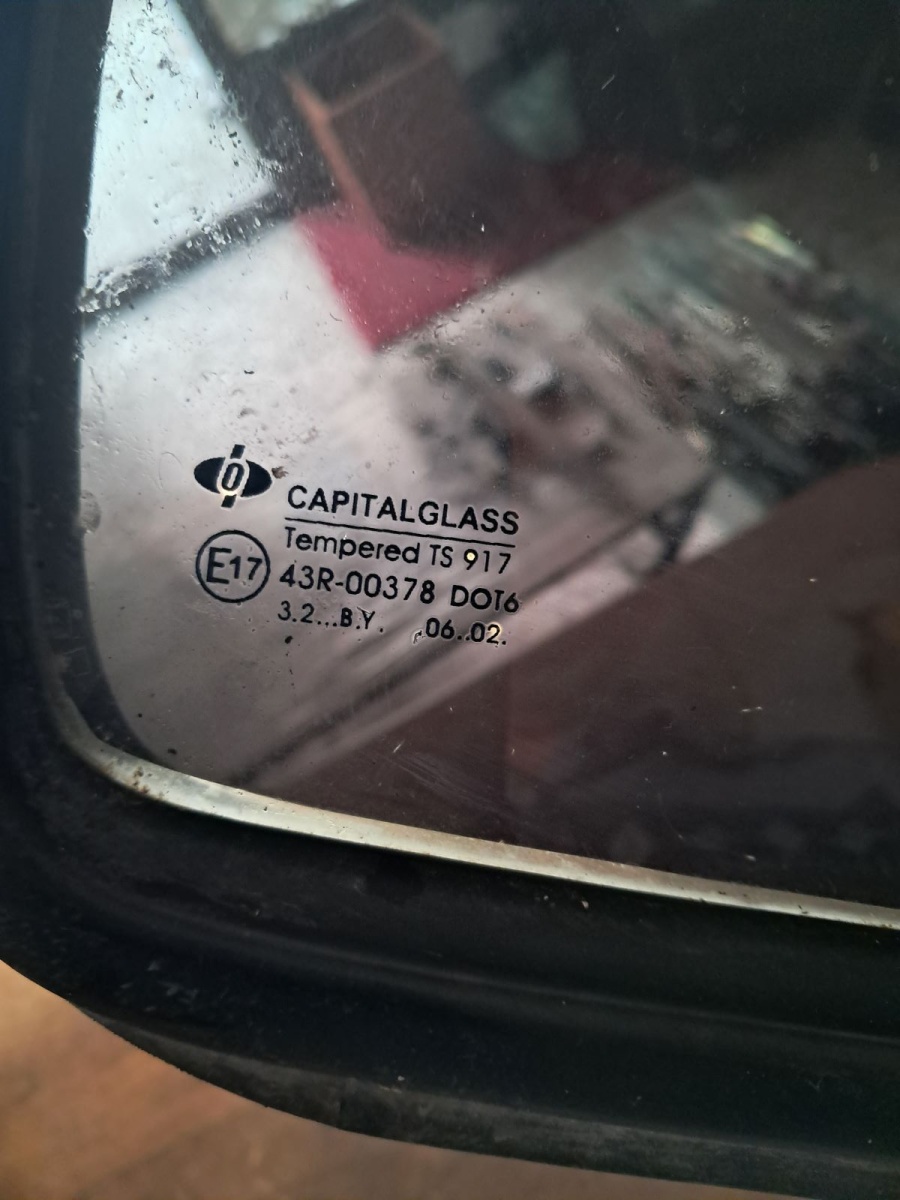 CAPITALGLASS
Tempered TS 917
E17 43R-00378 DOT6
3.2...B.Y. .06..02.